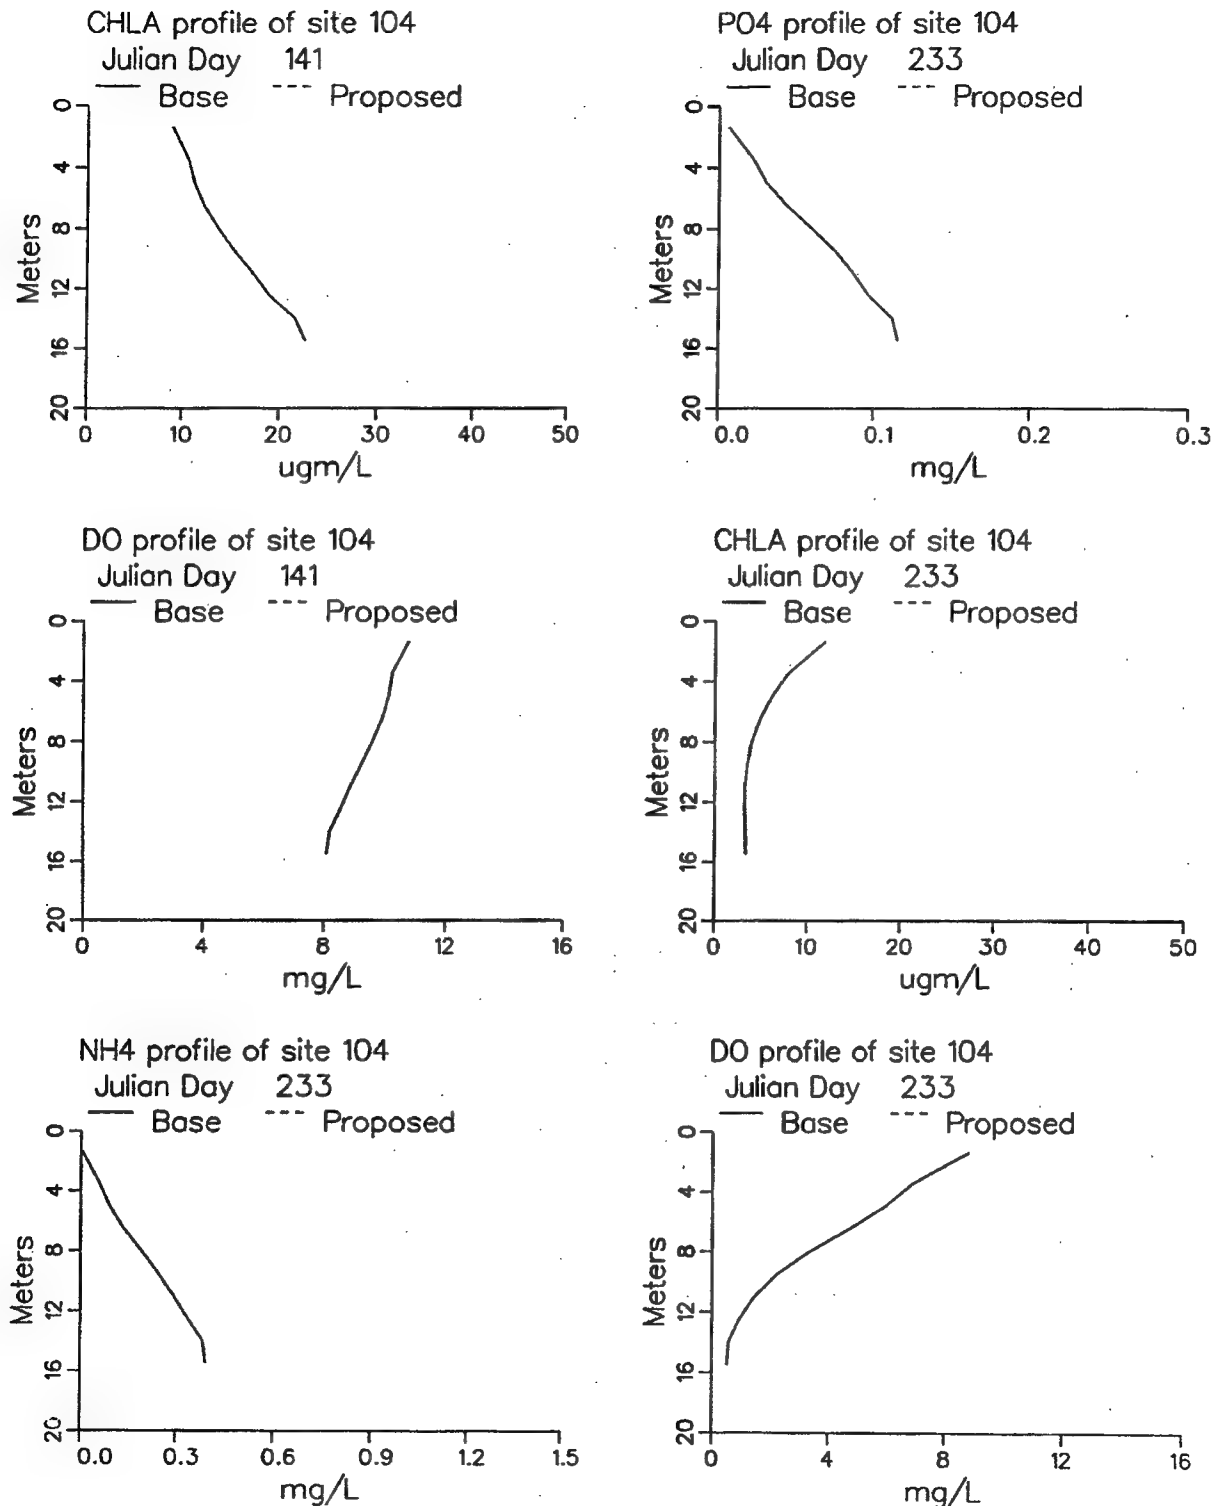 CHLA profile of site 104
Julian Day 141
Base Proposed
0
4
8
12
16
20
Meters
0 10 20 30 40 50
ugm/L
PO4 profile of site 104
Julian Day 233
Base Proposed
0
4
8
12
16
20
Meters
0.0 0.1 0.2 0.3
mg/L
DO profile of site 104
Julian Day 141
Base Proposed
0
4
8
12
16
20
Meters
0 4 8 12 16
mg/L
CHLA profile of site 104
Julian Day 233
Base Proposed
0
4
8
12
16
20
Meters
0 10 20 30 40 50
ugm/L
NH4 profile of site 104
Julian Day 233
Base Proposed
0
4
8
12
16
20
Meters
0.0 0.3 0.6 0.9 1.2 1.5
mg/L
DO profile of site 104
Julian Day 233
Base Proposed
0
4
8
12
16
20
Meters
0 4 8 12 16
mg/L